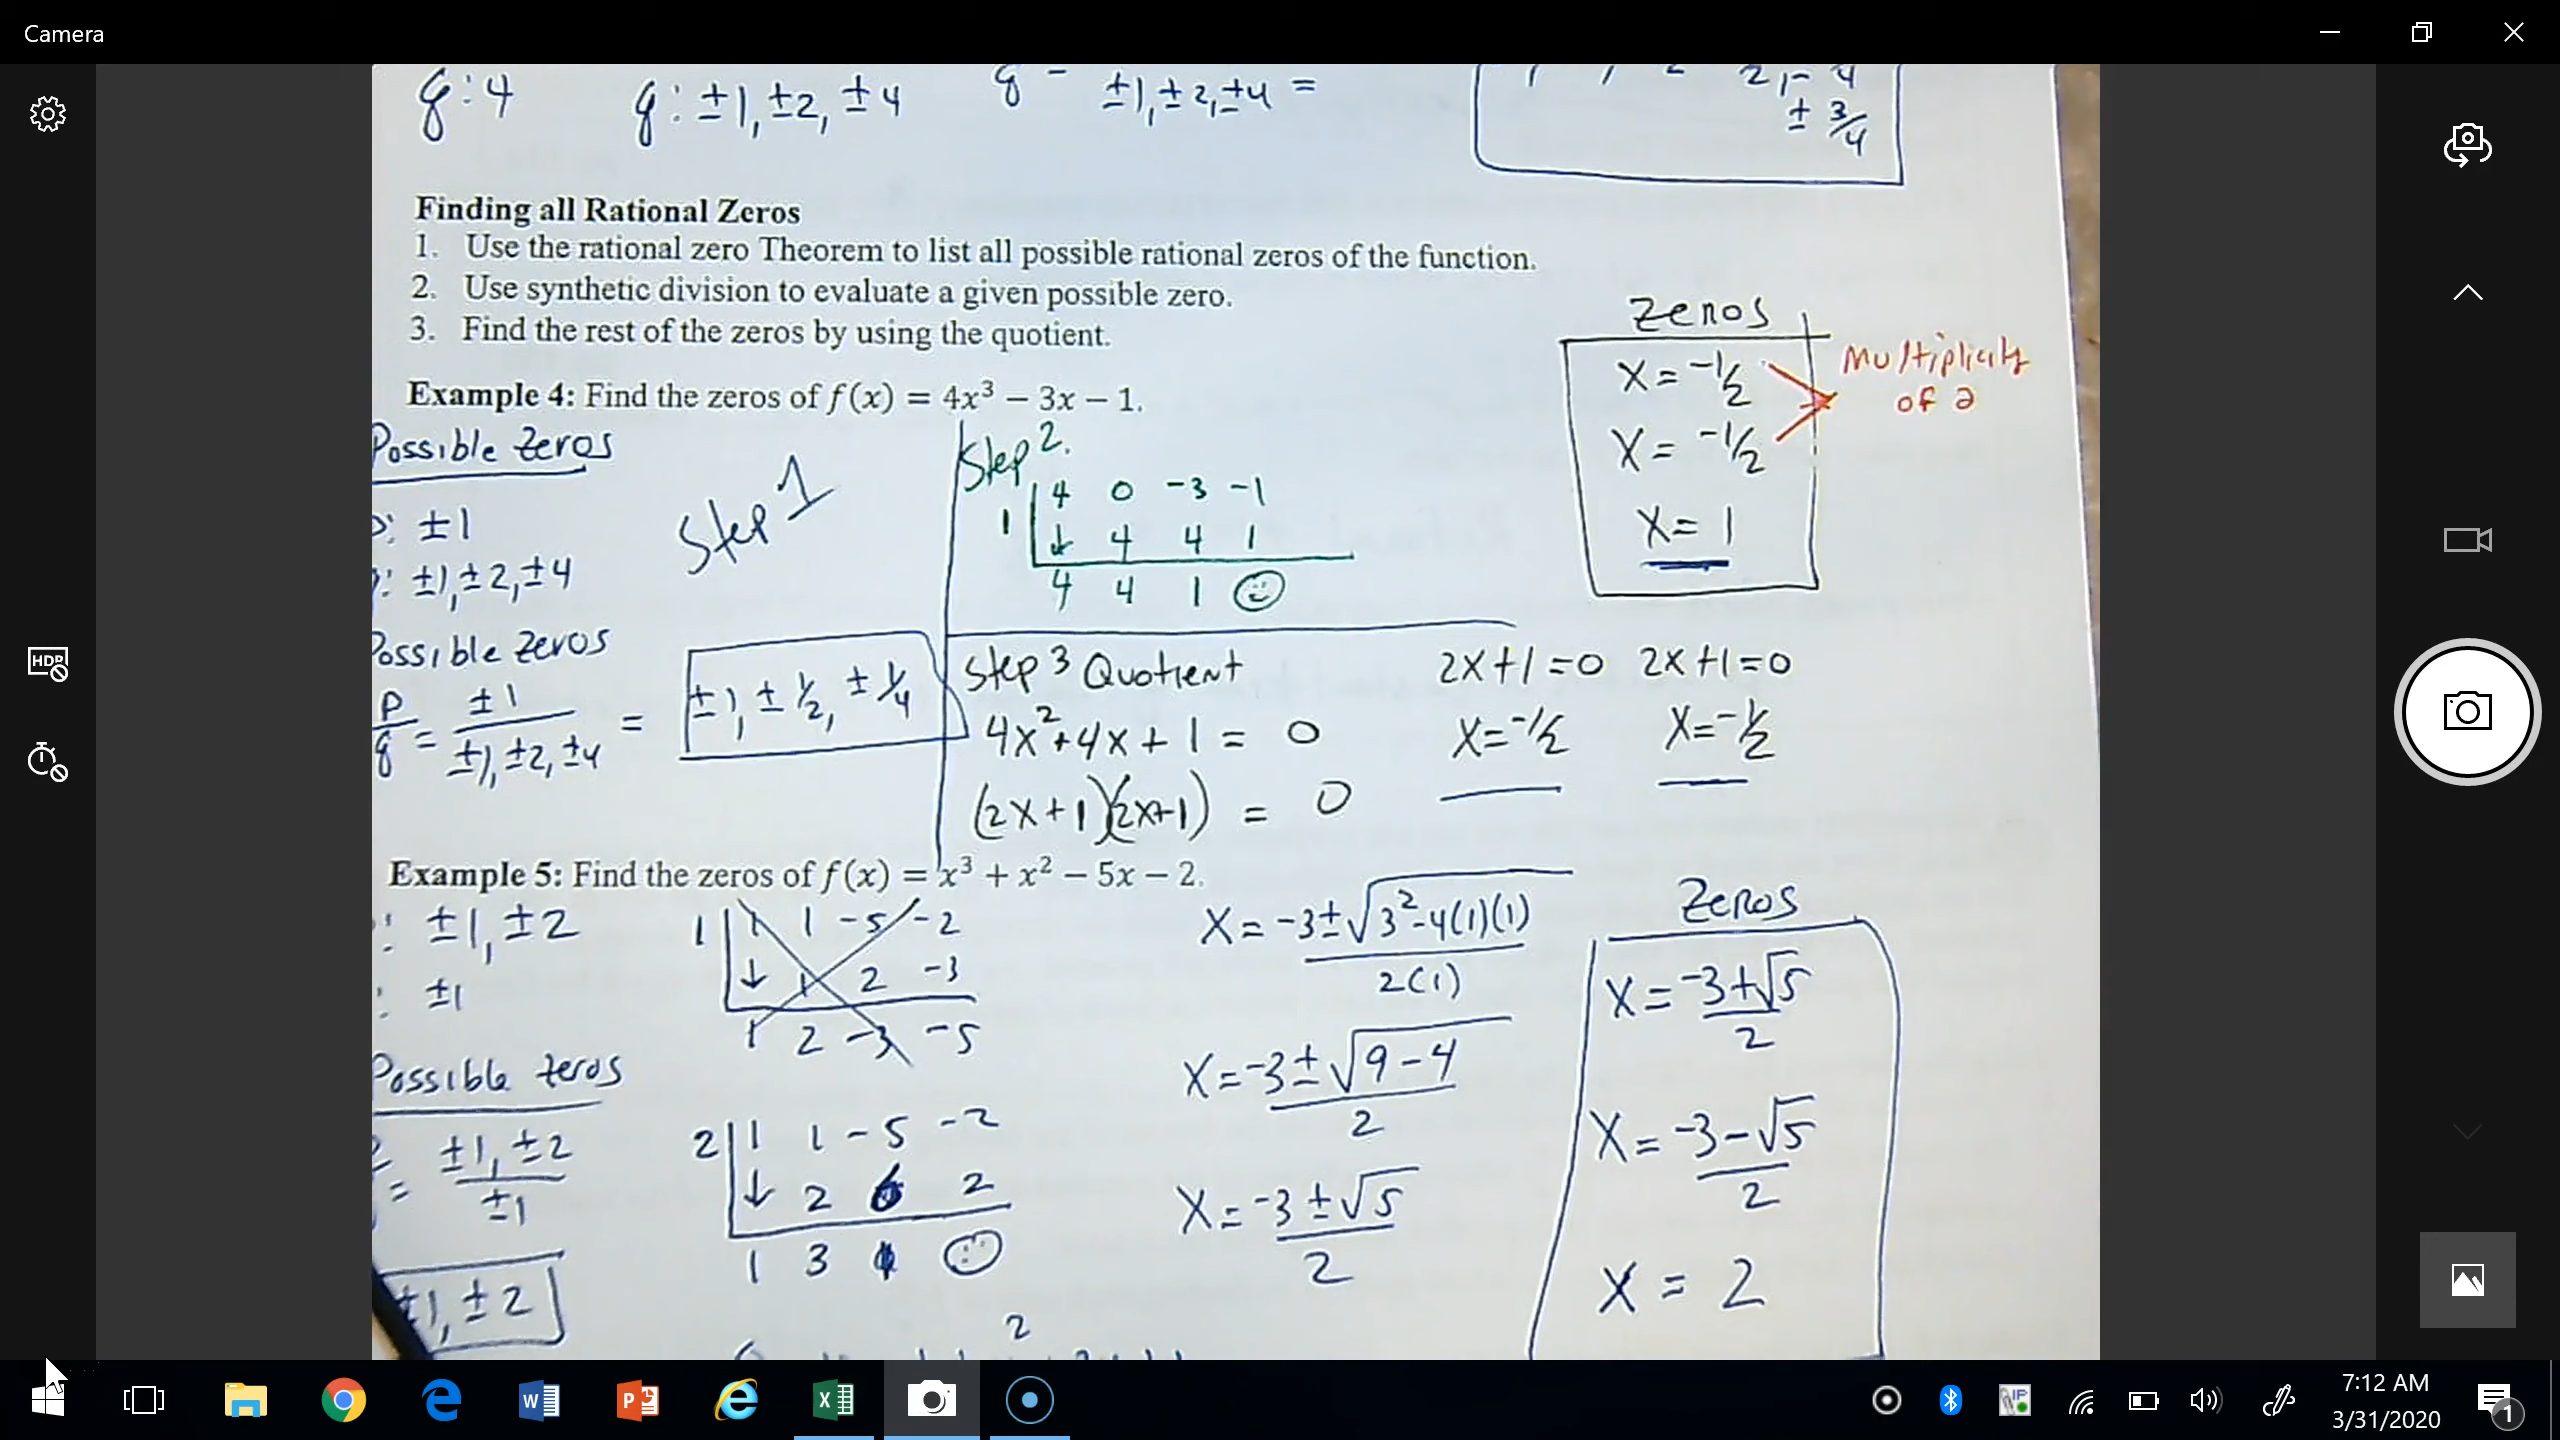 Camera
q : 4
q : ±1, ±2, ±4
q = ±1, ±2, ±4 =
± 3/4
Finding all Rational Zeros
1. Use the rational zero Theorem to list all possible rational zeros of the function.
2. Use synthetic division to evaluate a given possible zero.
3. Find the rest of the zeros by using the quotient.
Zeros
x = -1/2
x = -1/2
x = 1
Multiplicity
of 2
Example 4: Find the zeros of f(x) = 4x³ − 3x − 1.
Possible Zeros
: ±1
: ±1, ±2, ±4
Step 1
Possible Zeros
p/q = ±1 / ±1, ±2, ±4 = ±1, ±1/2, ±1/4
Step 2.
4 0 -3 -1
1 ↓ 4 4 1
4 4 1
Step 3 Quotient
4x² + 4x + 1 = 0
(2x+1)(2x+1) = 0
2x+1=0 2x+1=0
x=-1/2 x=-1/2
Example 5: Find the zeros of f(x) = x³ + x² − 5x − 2.
: ±1, ±2
: ±1
Possible zeros
= ±1, ±2 / ±1
±1, ±2
1 1 1 -5 -2
↓ 1 2 -3
1 2 -3 -5
2 1 1 -5 -2
↓ 2 6 2
1 3 1
2
x = -3 ± √3² - 4(1)(1) / 2(1)
x = -3 ± √9 - 4 / 2
x = -3 ± √5 / 2
Zeros
x = -3+√5 / 2
x = -3-√5 / 2
x = 2
HDR
7:12 AM
3/31/2020
1